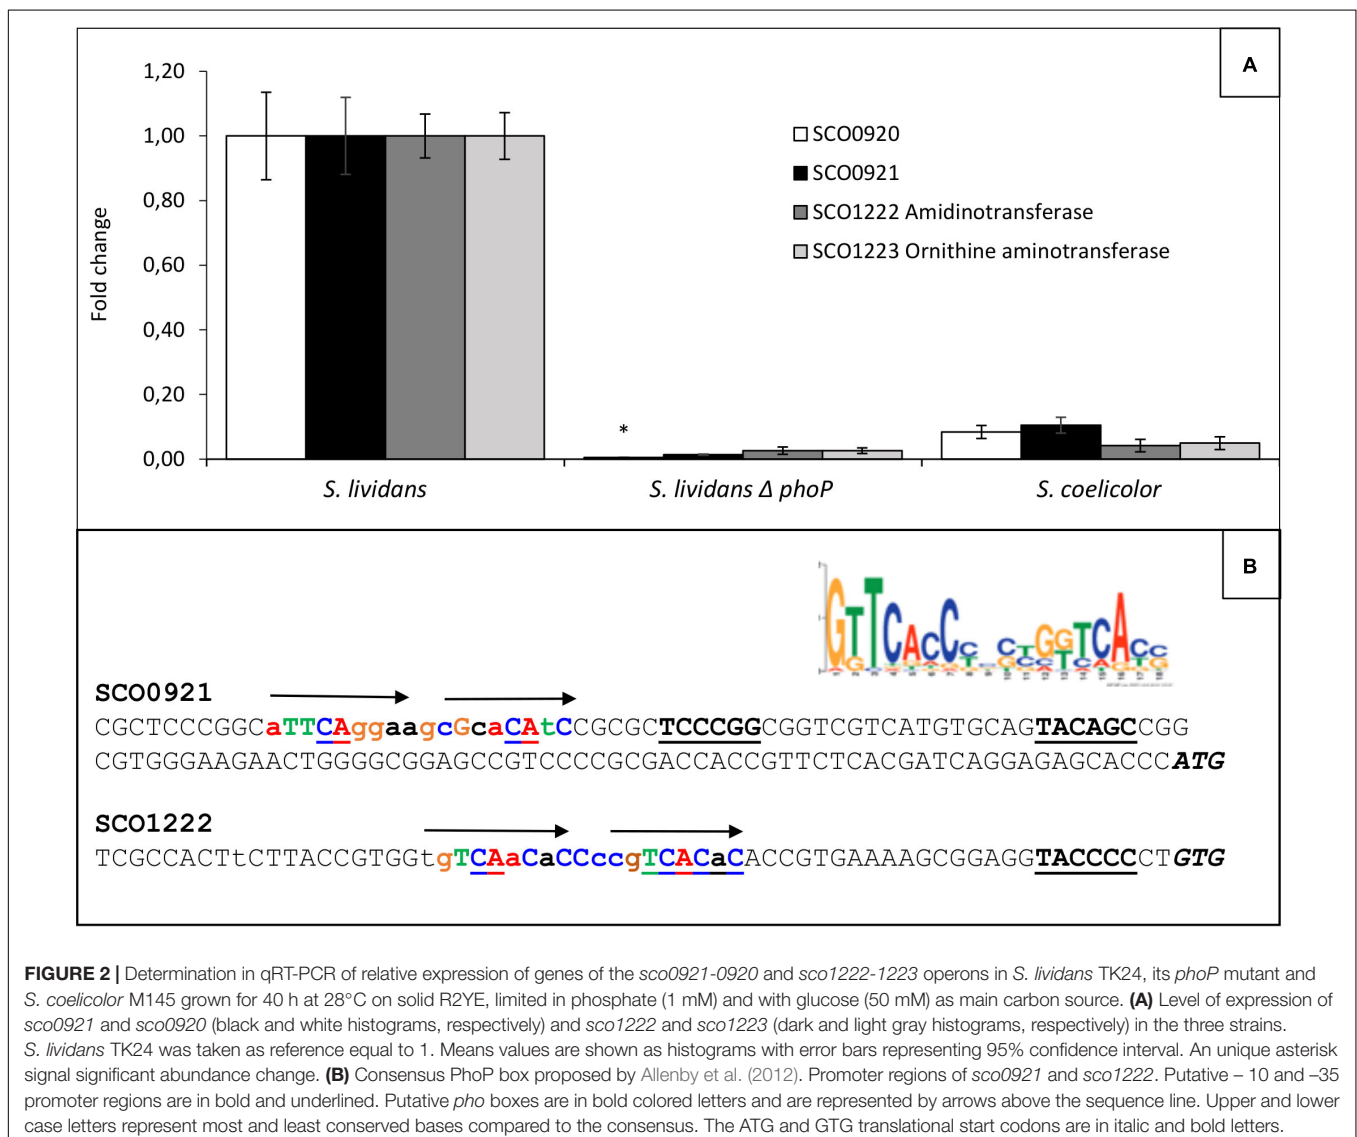 A
1,20
1,00
0,80
0,60
0,40
0,20
0,00
Fold change
SCO0920
SCO0921
SCO1222 Amidinotransferase
SCO1223 Ornithine aminotransferase
*
S. lividans
S. lividans Δ phoP
S. coelicolor
B
SCO0921
CGCTCCCGGCaTTCAggaagcGcaCAtCCGCGCTCCCGGCGGTCGTCATGTGCAGTACAGCCGG
CGTGGGAAGAACTGGGGCGGAGCCGTCCCCGCGACCACCGTTCTCACGATCAGGAGAGCACCCATG
SCO1222
TCGCCACTtCTTACCGTGGtgTCAaCaCCccgTCACaCACCGTGAAAAGCGGAGGTACCCCCTGTG
FIGURE 2 | Determination in qRT-PCR of relative expression of genes of the sco0921-0920 and sco1222-1223 operons in S. lividans TK24, its phoP mutant and
S. coelicolor M145 grown for 40 h at 28°C on solid R2YE, limited in phosphate (1 mM) and with glucose (50 mM) as main carbon source. (A) Level of expression of
sco0921 and sco0920 (black and white histograms, respectively) and sco1222 and sco1223 (dark and light gray histograms, respectively) in the three strains.
S. lividans TK24 was taken as reference equal to 1. Means values are shown as histograms with error bars representing 95% confidence interval. An unique asterisk
signal significant abundance change. (B) Consensus PhoP box proposed by Allenby et al. (2012). Promoter regions of sco0921 and sco1222. Putative – 10 and –35
promoter regions are in bold and underlined. Putative pho boxes are in bold colored letters and are represented by arrows above the sequence line. Upper and lower
case letters represent most and least conserved bases compared to the consensus. The ATG and GTG translational start codons are in italic and bold letters.